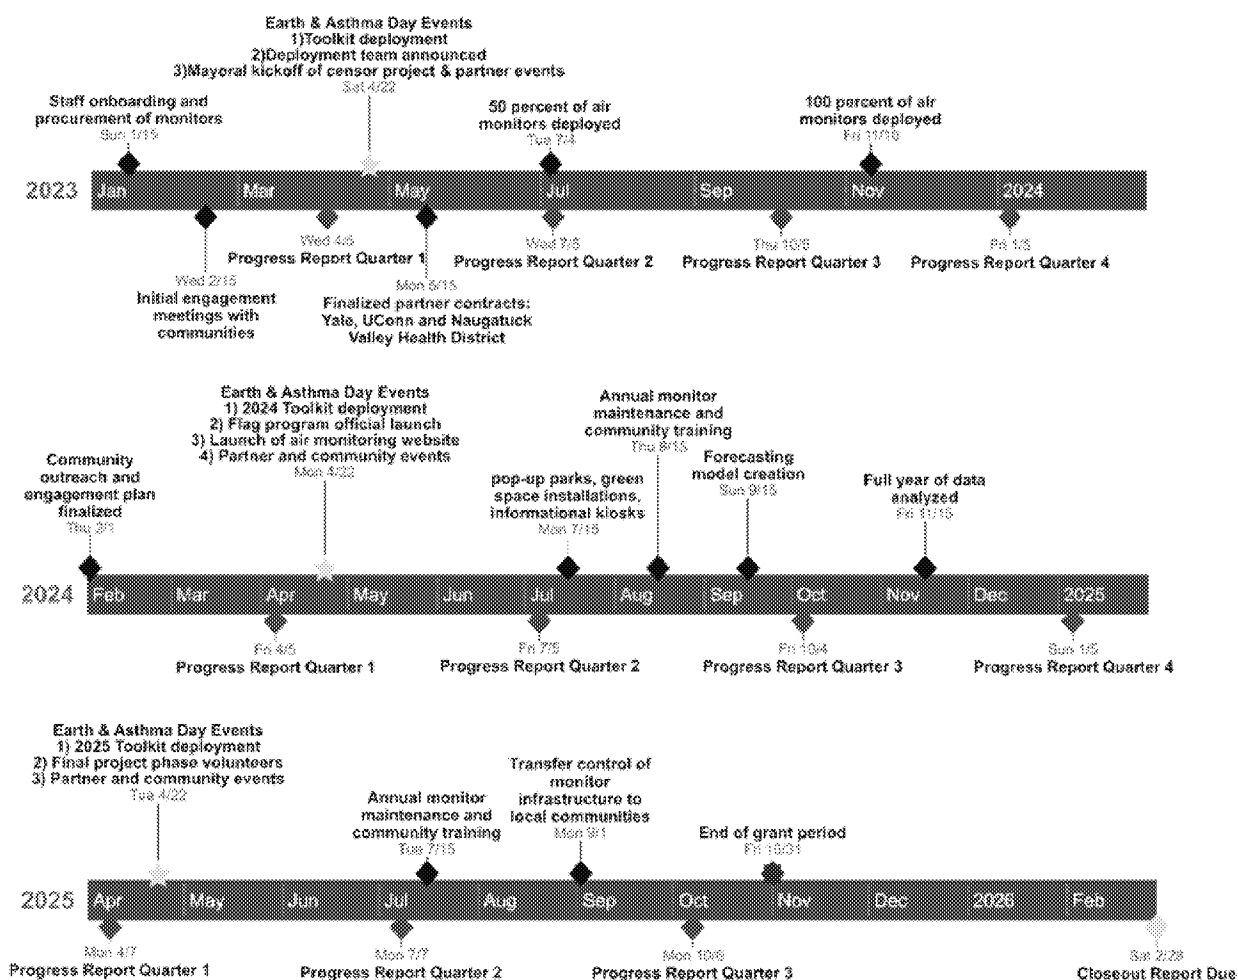 Earth & Asthma Day Events
1)Toolkit deployment
2)Deployment team announced
3)Mayoral kickoff of censor project & partner events
Sat 4/22
Staff onboarding and
procurement of monitors
Sun 1/15
50 percent of air
monitors deployed
Tue 7/4
100 percent of air
monitors deployed
Fri 11/10
2023
Jan Mar May Jul Sep Nov 2024
Wed 4/5
Progress Report Quarter 1
Wed 7/5
Progress Report Quarter 2
Thu 10/5
Progress Report Quarter 3
Fri 1/5
Progress Report Quarter 4
Wed 2/15
Initial engagement
meetings with
communities
Mon 5/15
Finalized partner contracts:
Yale, UConn and Naugatuck
Valley Health District
Earth & Asthma Day Events
1) 2024 Toolkit deployment
2) Flag program official launch
3) Launch of air monitoring website
4) Partner and community events
Mon 4/22
Annual monitor
maintenance and
community training
Thu 8/15
Community
outreach and
engagement plan
finalized
Thu 2/1
pop-up parks, green
space installations,
informational kiosks
Mon 7/15
Forecasting
model creation
Sun 9/15
Full year of data
analyzed
Fri 11/15
2024
Feb Mar Apr May Jun Jul Aug Sep Oct Nov Dec 2025
Fri 4/5
Progress Report Quarter 1
Fri 7/5
Progress Report Quarter 2
Fri 10/4
Progress Report Quarter 3
Sun 1/5
Progress Report Quarter 4
Earth & Asthma Day Events
1) 2025 Toolkit deployment
2) Final project phase volunteers
3) Partner and community events
Tue 4/22
Annual monitor
maintenance and
community training
Tue 7/15
Transfer control of
monitor
infrastructure to
local communities
Mon 9/1
End of grant period
Fri 10/31
2025
Apr May Jun Jul Aug Sep Oct Nov Dec 2026 Feb
Mon 4/7
Progress Report Quarter 1
Mon 7/7
Progress Report Quarter 2
Mon 10/6
Progress Report Quarter 3
Sat 2/28
Closeout Report Due